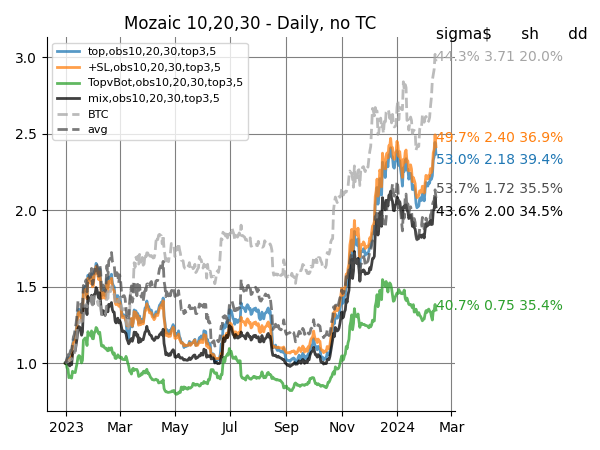 Mozaic 10,20,30 - Daily, no TC
sigma$ sh dd
top,obs10,20,30,top3,5
+SL,obs10,20,30,top3,5
TopvBot,obs10,20,30,top3,5
mix,obs10,20,30,top3,5
BTC
avg
44.3% 3.71 20.0%
49.7% 2.40 36.9%
53.0% 2.18 39.4%
53.7% 1.72 35.5%
43.6% 2.00 34.5%
40.7% 0.75 35.4%
3.0
2.5
2.0
1.5
1.0
2023 Mar May Jul Sep Nov 2024 Mar